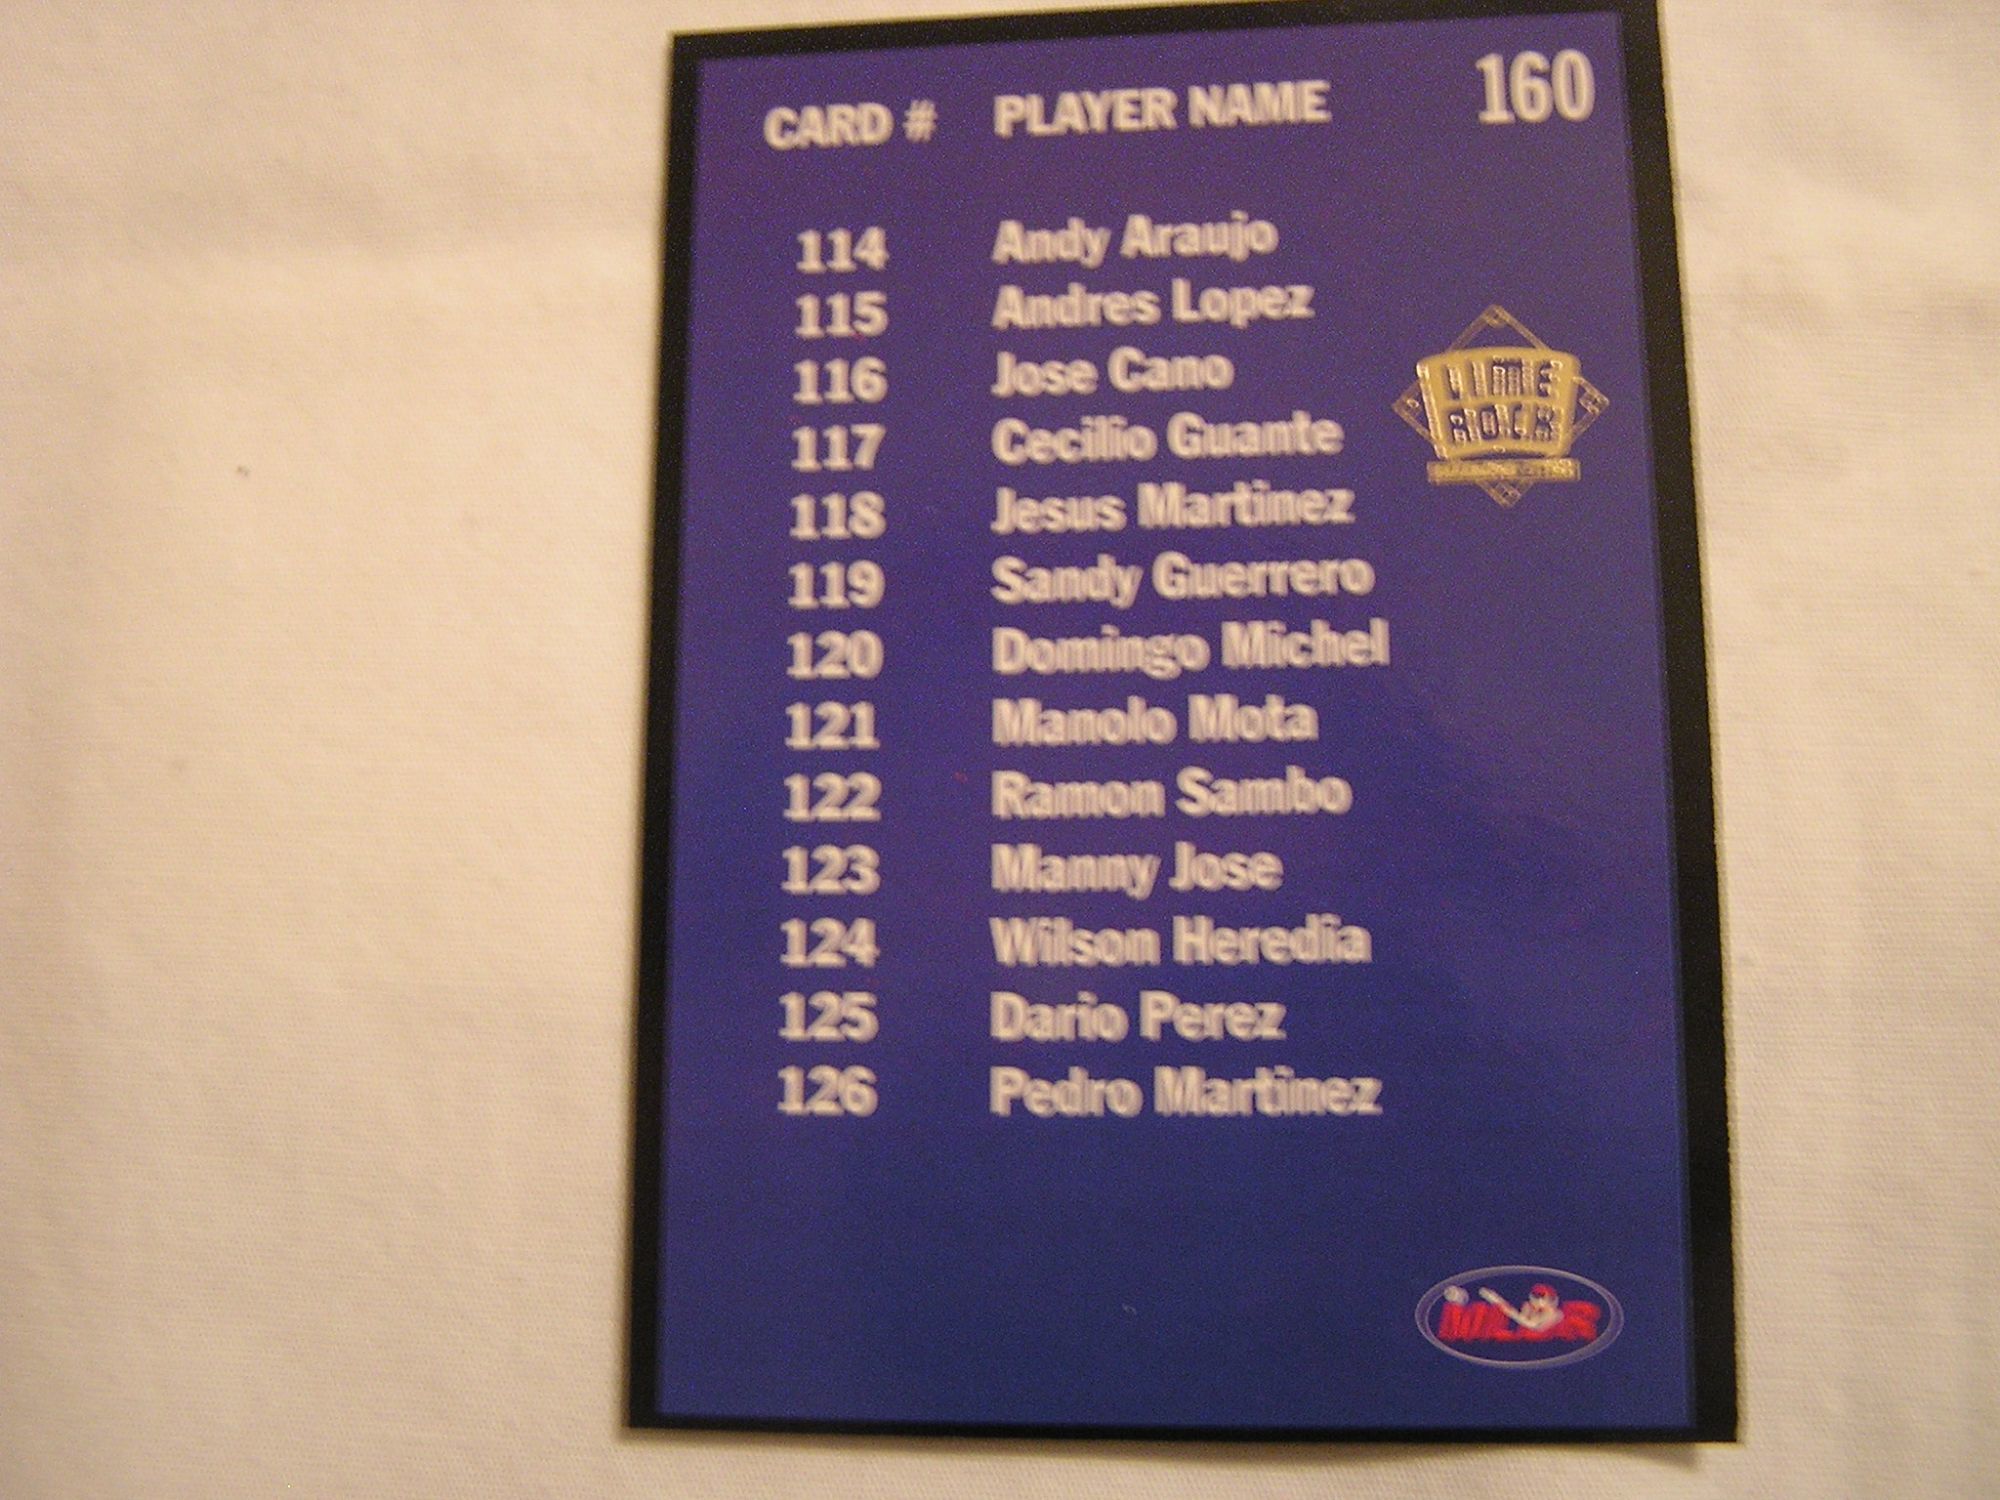 CARD # PLAYER NAME 160
114 Andy Araujo
115 Andres Lopez
116 Jose Cano
117 Cecilio Guante
118 Jesus Martinez
119 Sandy Guerrero
120 Domingo Michel
121 Manolo Mota
122 Ramon Sambo
123 Manny Jose
124 Wilson Heredia
125 Dario Perez
126 Pedro Martinez
LIME
ROCK